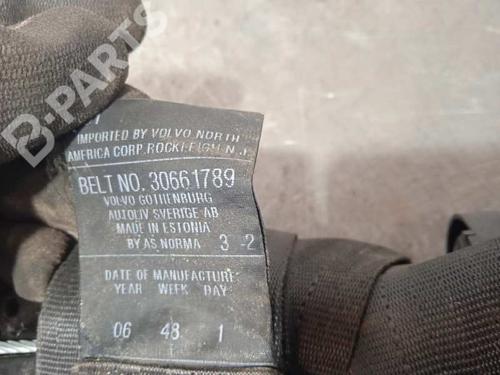 B-PARTS
IMPORTED BY VOLVO NORTH
AMERICA CORP. ROCKLEIGH N.J.
BELT NO. 30661789
VOLVO GOTHENBURG
AUTOLIV SVERIGE AB
MADE IN ESTONIA
BY AS NORMA 3 -2
DATE OF MANUFACTURE
YEAR WEEK DAY
06 48 1